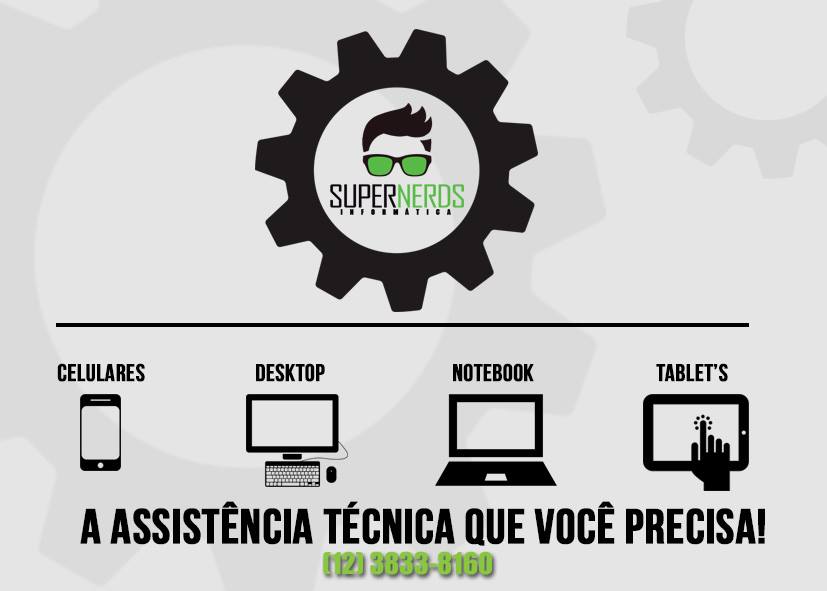 SUPERNERDS
INFORMÁTICA
CELULARES
DESKTOP
NOTEBOOK
TABLET'S
A ASSISTÊNCIA TÉCNICA QUE VOCÊ PRECISA!
(12) 3833-8160